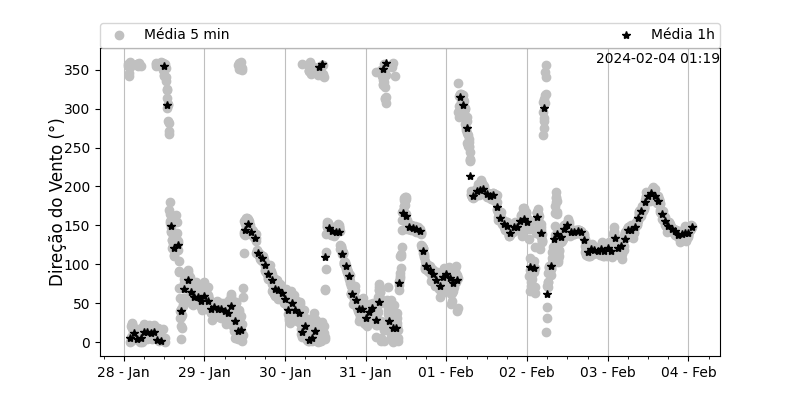 Média 5 min
Média 1h
2024-02-04 01:19
Direção do Vento (°)
350
300
250
200
150
100
50
0
28 - Jan
29 - Jan
30 - Jan
31 - Jan
01 - Feb
02 - Feb
03 - Feb
04 - Feb